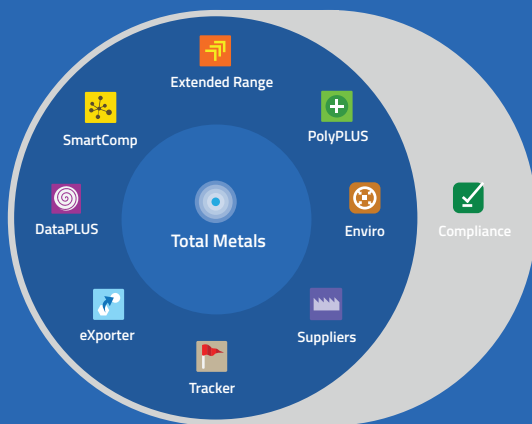 Extended Range
SmartComp
PolyPLUS
DataPLUS
Total Metals
Enviro
Compliance
eXporter
Suppliers
Tracker